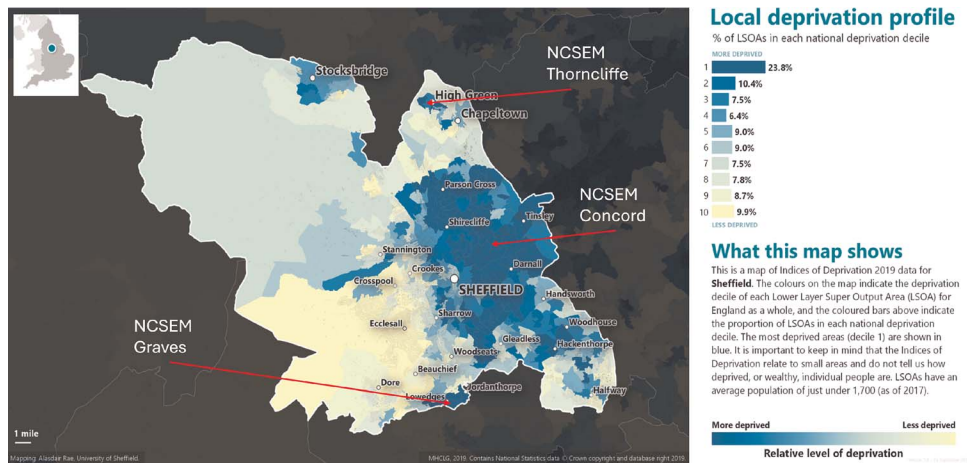 NCSEM
Thorncliffe
Stocksbridge
High Green
Chapeltown
NCSEM
Concord
Parson Cross
Shirecliffe
Tinsley
Stannington
Crookes
Darnall
Crosspool
SHEFFIELD
Handsworth
Ecclesall
Sharrow
Woodhouse
NCSEM
Graves
Gleadless
Hackenthorpe
Woodseats
Beauchief
Dore
Jordanthorpe
Lowedges
Halfway
1 mile
Mapping: Alasdair Rae, University of Sheffield.
MHCLG, 2019. Contains National Statistics data © Crown copyright and database right 2019.
Local deprivation profile
% of LSOAs in each national deprivation decile
MORE DEPRIVED
1 23.8%
2 10.4%
3 7.5%
4 6.4%
5 9.0%
6 9.0%
7 7.5%
8 7.8%
9 8.7%
10 9.9%
LESS DEPRIVED
What this map shows
This is a map of Indices of Deprivation 2019 data for
Sheffield. The colours on the map indicate the deprivation
decile of each Lower Layer Super Output Area (LSOA) for
England as a whole, and the coloured bars above indicate
the proportion of LSOAs in each national deprivation
decile. The most deprived areas (decile 1) are shown in
blue. It is important to keep in mind that the Indices of
Deprivation relate to small areas and do not tell us how
deprived, or wealthy, individual people are. LSOAs have an
average population of just under 1,700 (as of 2017).
More deprived Less deprived
Relative level of deprivation